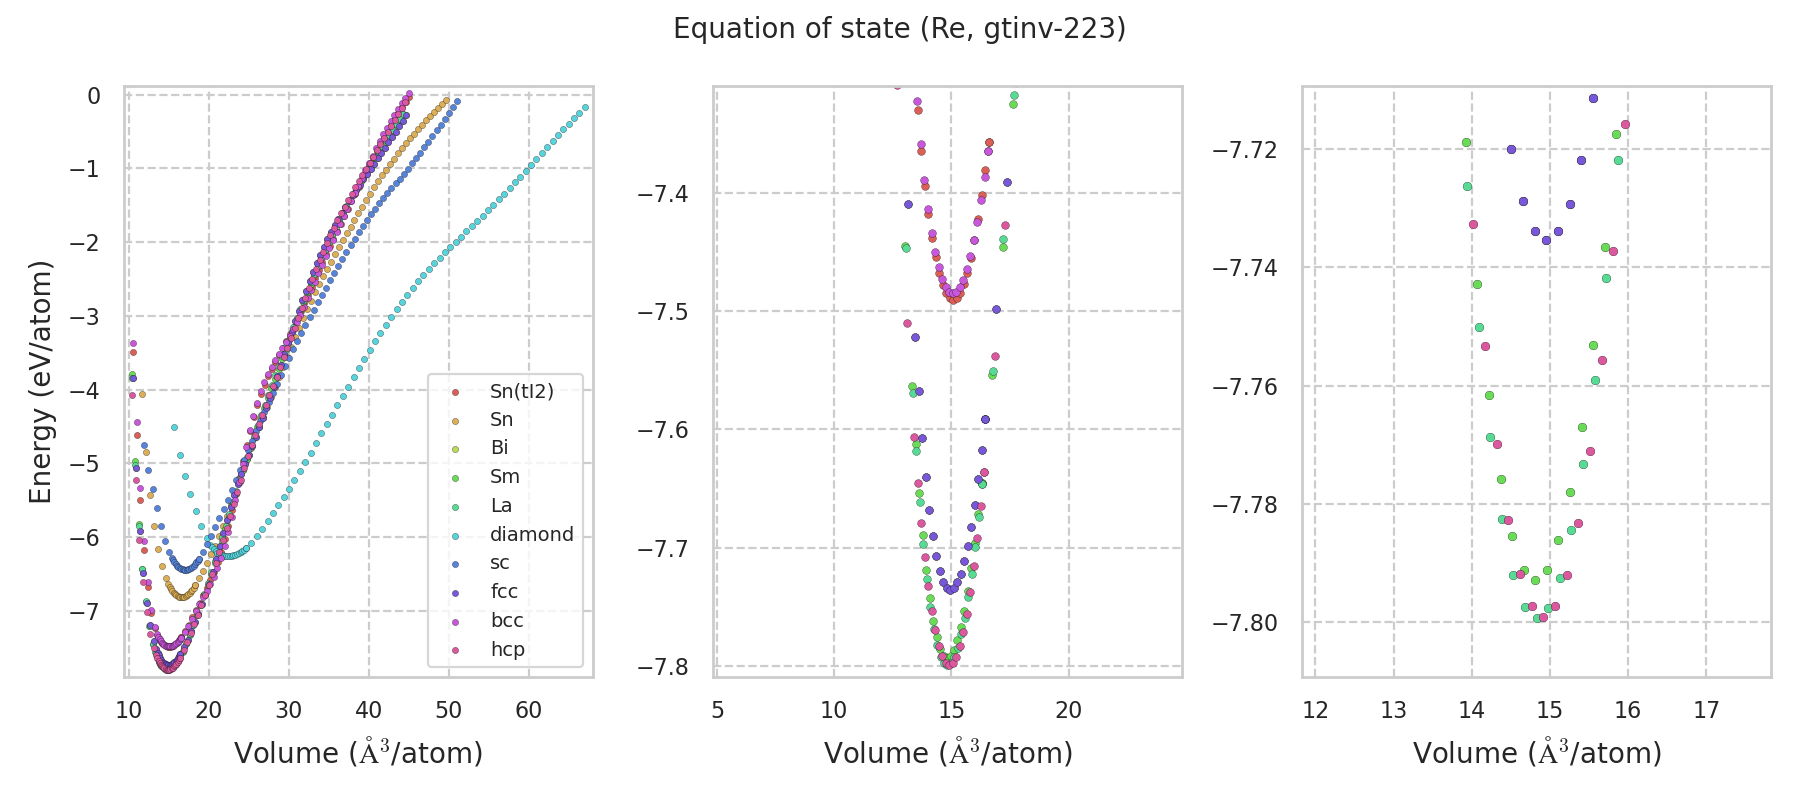 Equation of state (Re, gtinv-223)
Energy (eV/atom)
0
−1
−2
−3
−4
−5
−6
−7
10 20 30 40 50 60
Volume (Å³/atom)
Sn(tI2)
Sn
Bi
Sm
La
diamond
sc
fcc
bcc
hcp
−7.4
−7.5
−7.6
−7.7
−7.8
5 10 15 20
Volume (Å³/atom)
−7.72
−7.74
−7.76
−7.78
−7.80
12 13 14 15 16 17
Volume (Å³/atom)